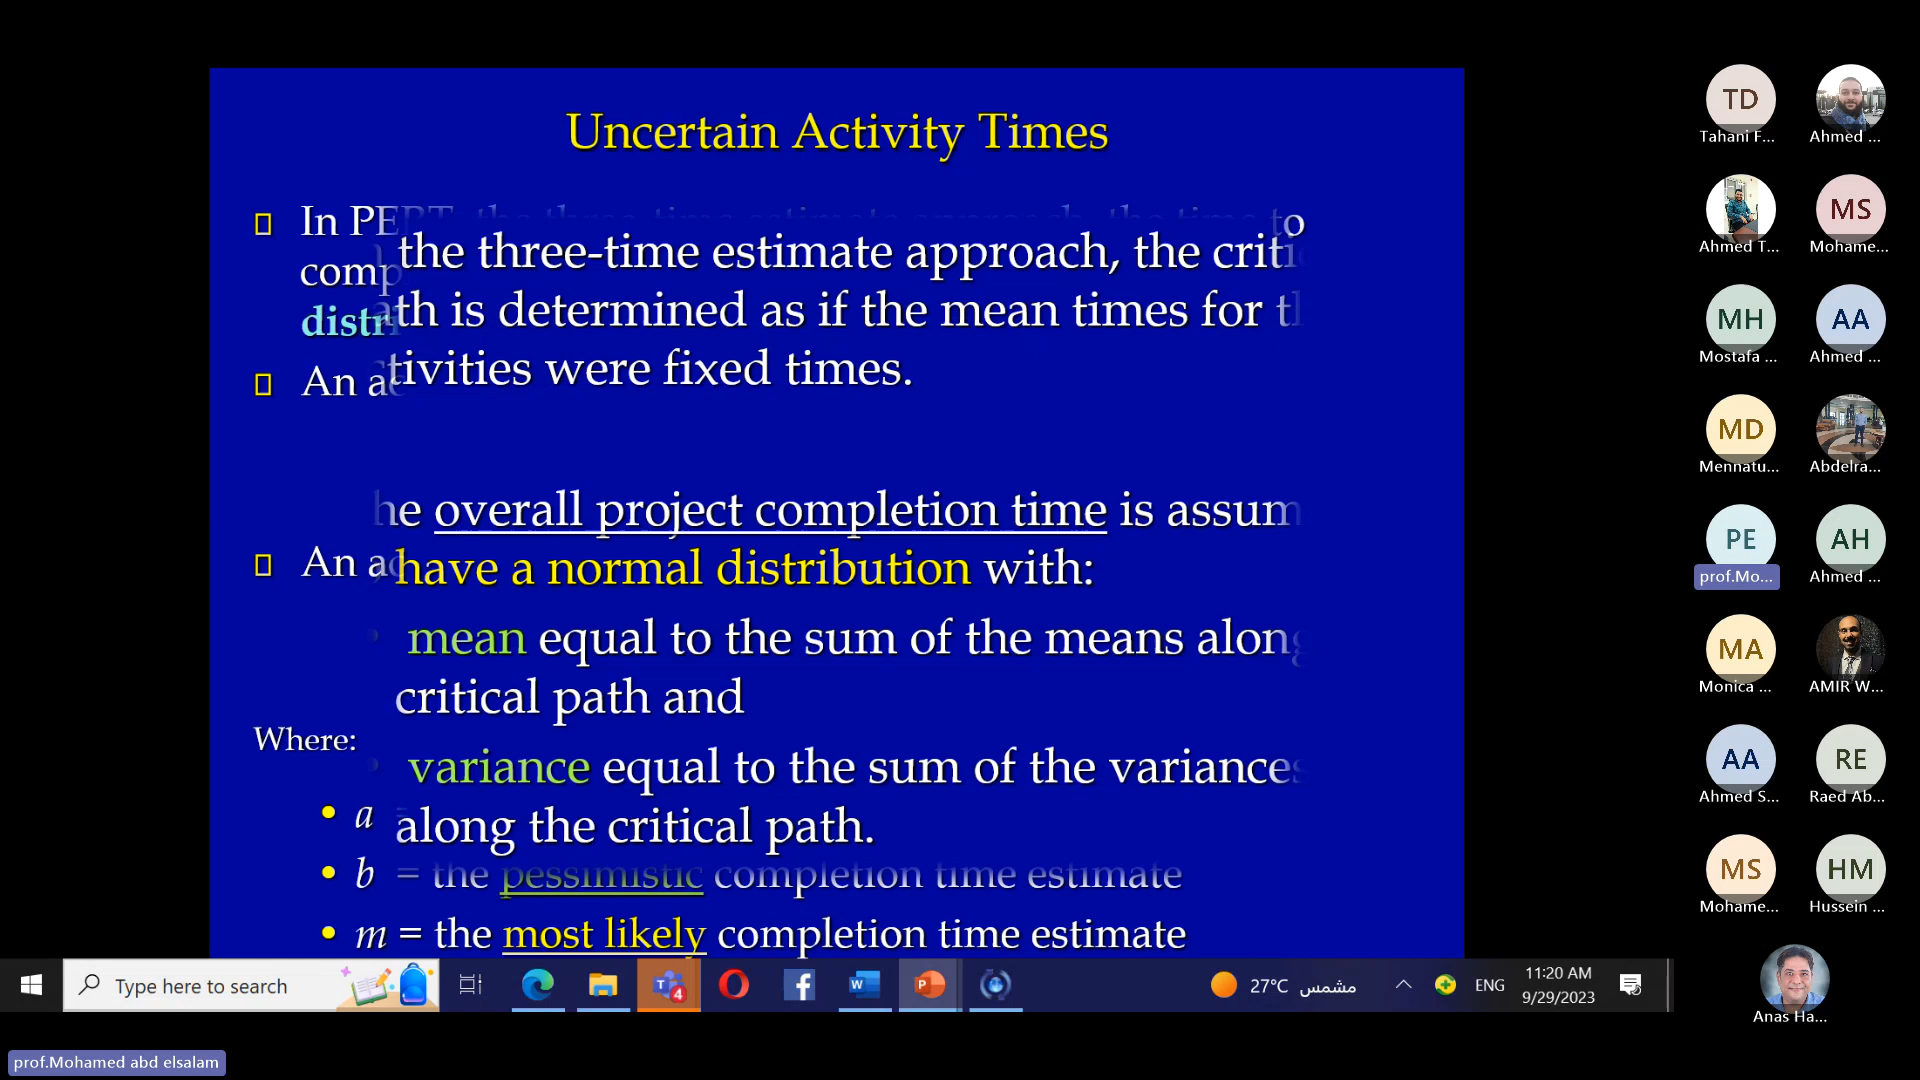 Uncertain Activity Times
In PERT, the three-time estimate approach, the time to
the three-time estimate approach, the criti
comp
th is determined as if the mean times for t
distri
tivities were fixed times.
An ac
he overall project completion time is assum
An ac
have a normal distribution with:
mean equal to the sum of the means along
critical path and
Where:
variance equal to the sum of the variances
along the critical path.
a
b = the pessimistic completion time estimate
m = the most likely completion time estimate
Type here to search
4
27°C مشمس
ENG
11:20 AM
9/29/2023
TD
Tahani F...
Ahmed ...
Ahmed T...
MS
Mohame...
MH
Mostafa ...
AA
Ahmed ...
MD
Mennatu...
Abdelra...
PE
prof.Mo...
AH
Ahmed ...
MA
Monica ...
AMIR W...
AA
Ahmed S...
RE
Raed Ab...
MS
Mohame...
HM
Hussein ...
Anas Ha...
prof.Mohamed abd elsalam